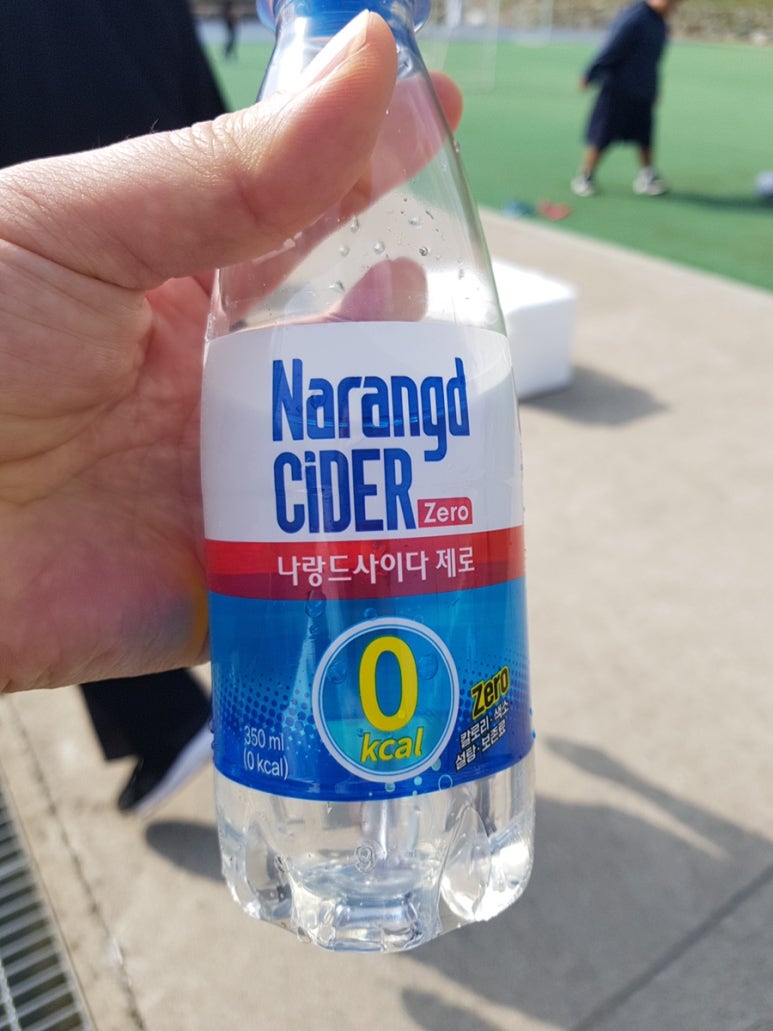 Narangd
CiDER Zero
나랑드사이다 제로
0
kcal
Zero
칼로리·색소
설탕·보존료
350 ml
(0 kcal)